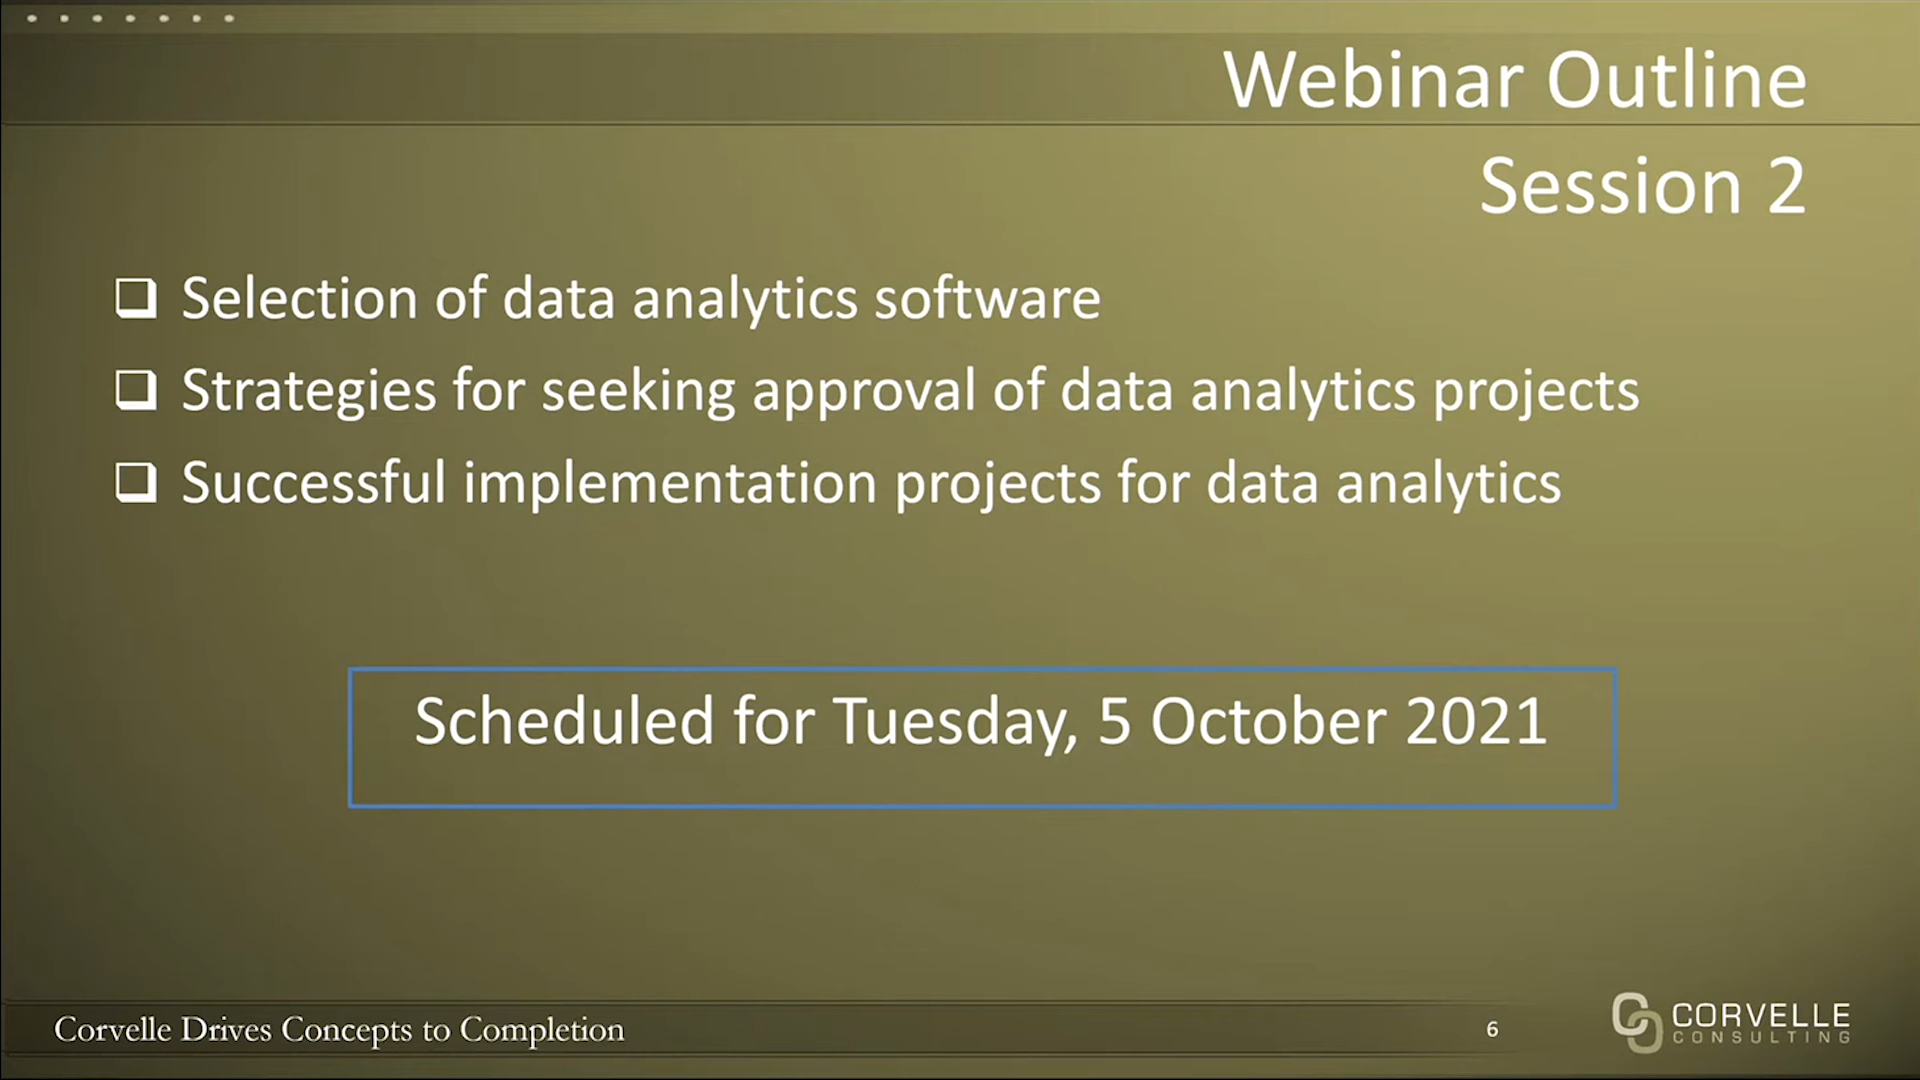 Webinar Outline
Session 2
Selection of data analytics software
Strategies for seeking approval of data analytics projects
Successful implementation projects for data analytics
Scheduled for Tuesday, 5 October 2021
Corvelle Drives Concepts to Completion
6
CORVELLE
CONSULTING